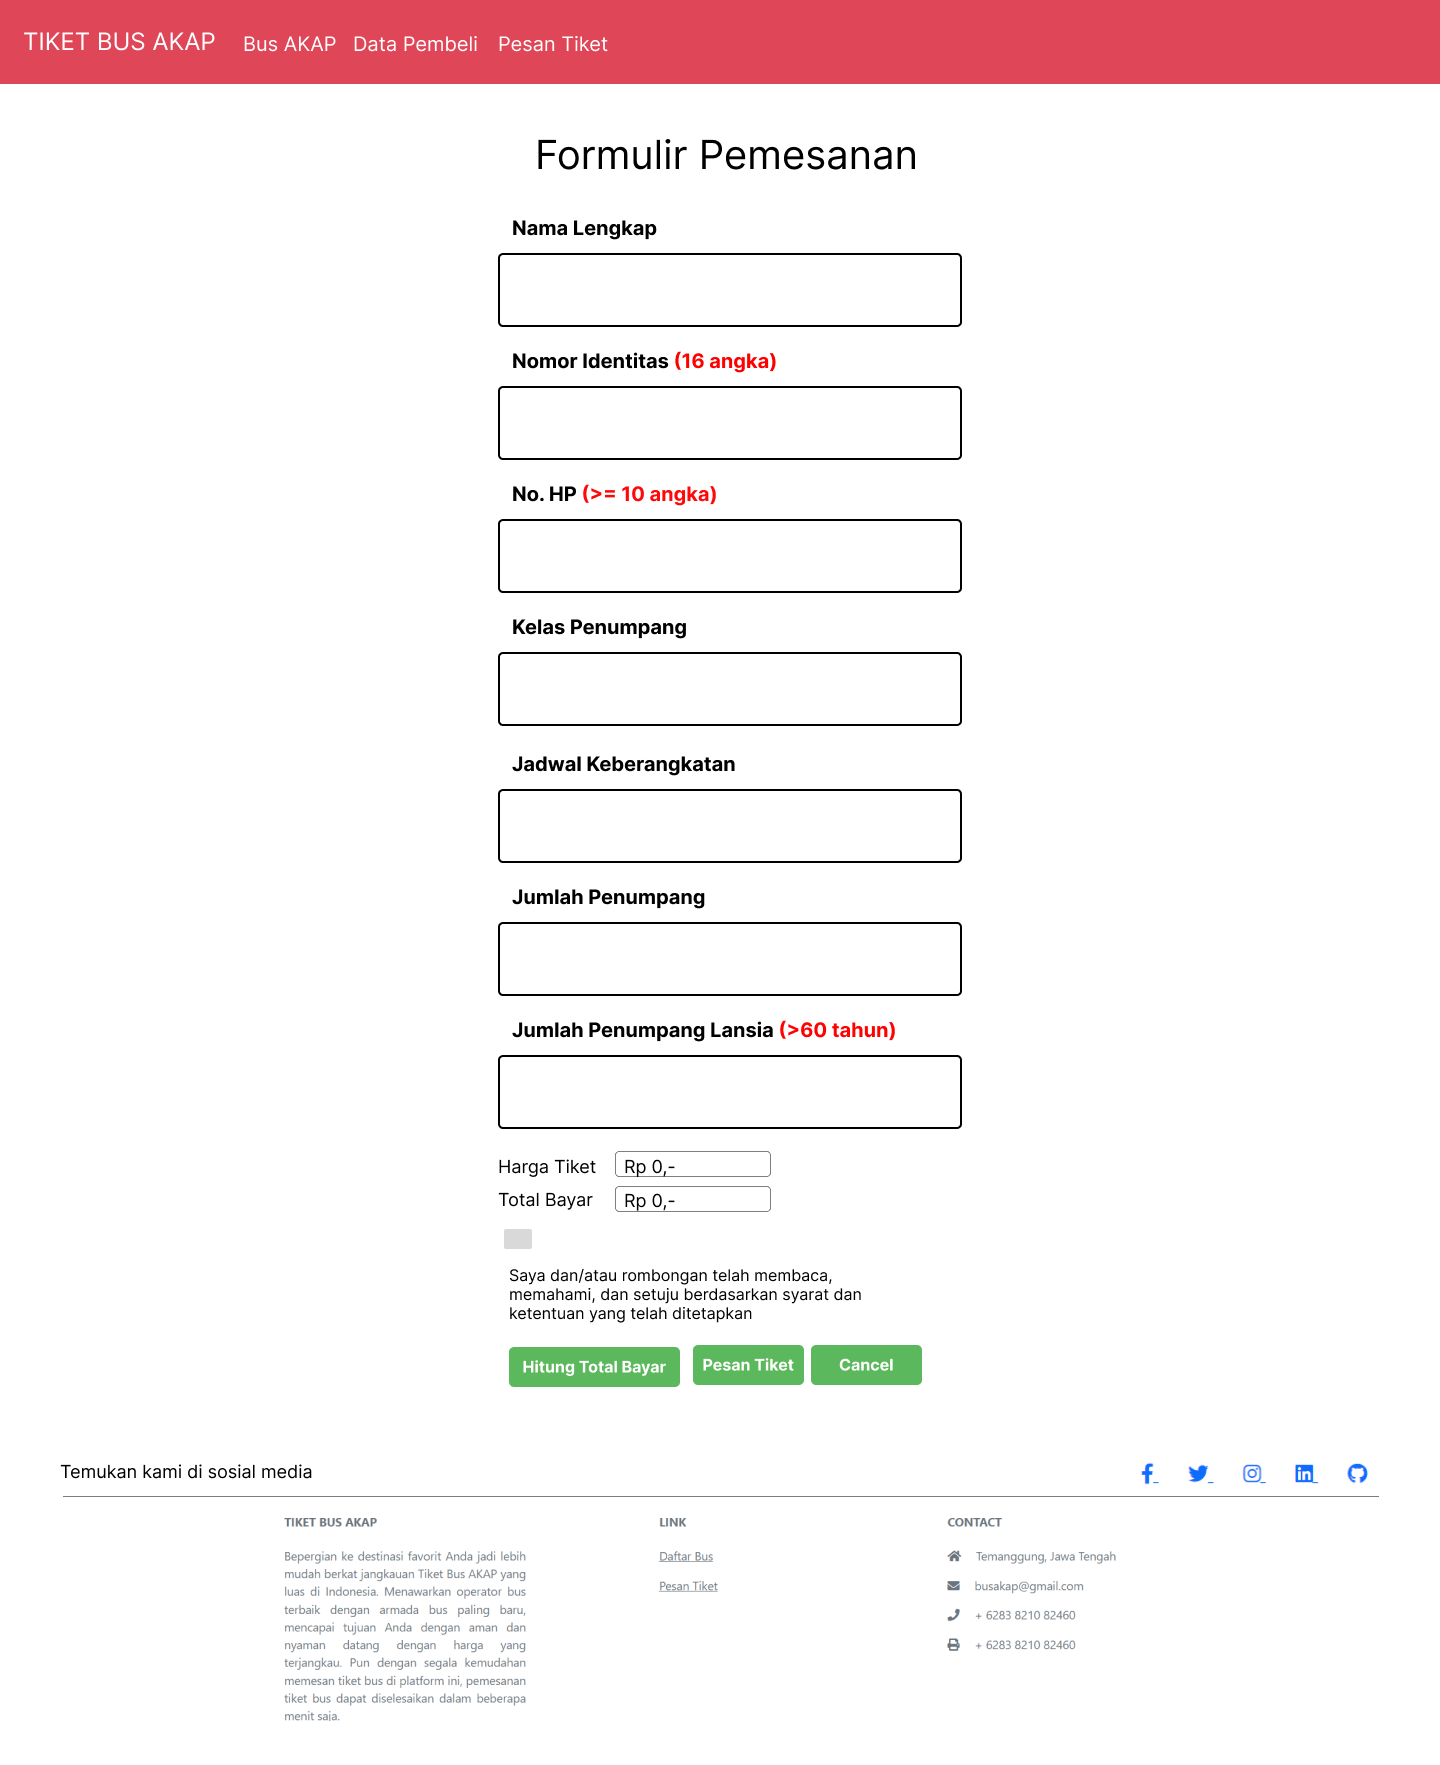 TIKET BUS AKAP Bus AKAP Data Pembeli Pesan Tiket
Formulir Pemesanan
Nama Lengkap
Nomor Identitas (16 angka)
No. HP (>= 10 angka)
Kelas Penumpang
Jadwal Keberangkatan
Jumlah Penumpang
Jumlah Penumpang Lansia (>60 tahun)
Harga Tiket Rp 0,-
Total Bayar Rp 0,-
Saya dan/atau rombongan telah membaca,
memahami, dan setuju berdasarkan syarat dan
ketentuan yang telah ditetapkan
Hitung Total Bayar Pesan Tiket Cancel
Temukan kami di sosial media
TIKET BUS AKAP
Bepergian ke destinasi favorit Anda jadi lebih
mudah berkat jangkauan Tiket Bus AKAP yang
luas di Indonesia. Menawarkan operator bus
terbaik dengan armada bus paling baru,
mencapai tujuan Anda dengan aman dan
nyaman datang dengan harga yang
terjangkau. Pun dengan segala kemudahan
memesan tiket bus di platform ini, pemesanan
tiket bus dapat diselesaikan dalam beberapa
menit saja.
LINK
Daftar Bus
Pesan Tiket
CONTACT
Temanggung, Jawa Tengah
busakap@gmail.com
+ 6283 8210 82460
+ 6283 8210 82460